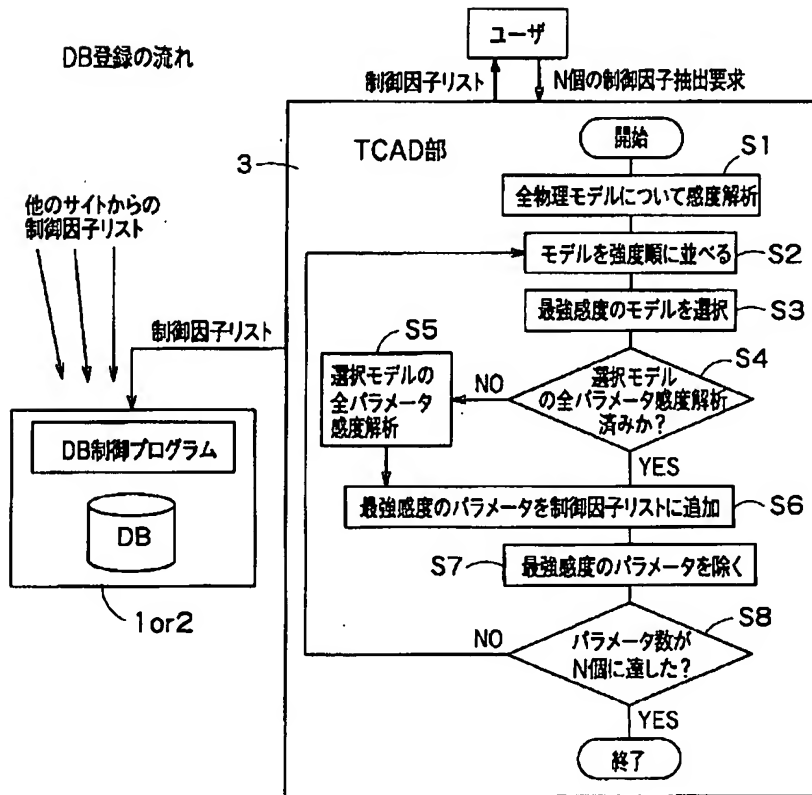 DB登録の流れ
ユーザ
制御因子リスト
N個の制御因子抽出要求
3
TCAD部
開始
S1
全物理モデルについて感度解析
他のサイトからの
制御因子リスト
モデルを強度順に並べる
S2
最強感度のモデルを選択
S3
制御因子リスト
S5
選択モデルの
全パラメータ
感度解析
NO
S4
選択モデル
の全パラメータ感度解析
済みか?
YES
DB制御プログラム
DB
1or2
最強感度のパラメータを制御因子リストに追加
S6
S7
最強感度のパラメータを除く
S8
NO
パラメータ数が
N個に達した?
YES
終了